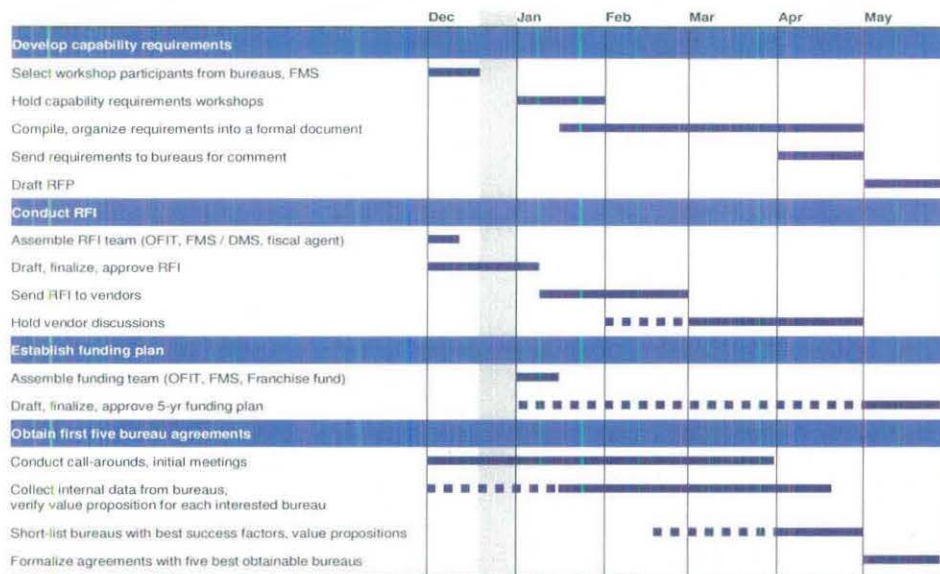 Dec Jan Feb Mar Apr May
Develop capability requirements
Select workshop participants from bureaus, FMS
Hold capability requirements workshops
Compile, organize requirements into a formal document
Send requirements to bureaus for comment
Draft RFP
Conduct RFI
Assemble RFI team (OFIT, FMS / DMS, fiscal agent)
Draft, finalize, approve RFI
Send RFI to vendors
Hold vendor discussions
Establish funding plan
Assemble funding team (OFIT, FMS, Franchise fund)
Draft, finalize, approve 5-yr funding plan
Obtain first five bureau agreements
Conduct call-arounds, initial meetings
Collect internal data from bureaus,
verify value proposition for each interested bureau
Short-list bureaus with best success factors, value propositions
Formalize agreements with five best obtainable bureaus